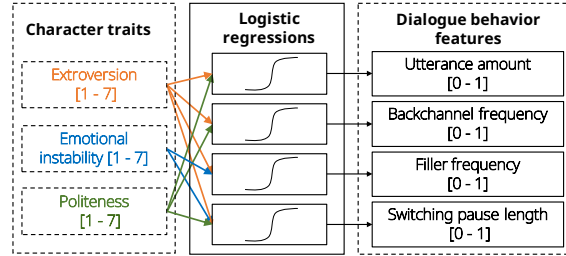 Character traits
Extroversion
[1 - 7]
Emotional
instability [1 - 7]
Politeness
[1 - 7]
Logistic
regressions
Dialogue behavior
features
Utterance amount
[0 - 1]
Backchannel frequency
[0 - 1]
Filler frequency
[0 - 1]
Switching pause length
[0 - 1]